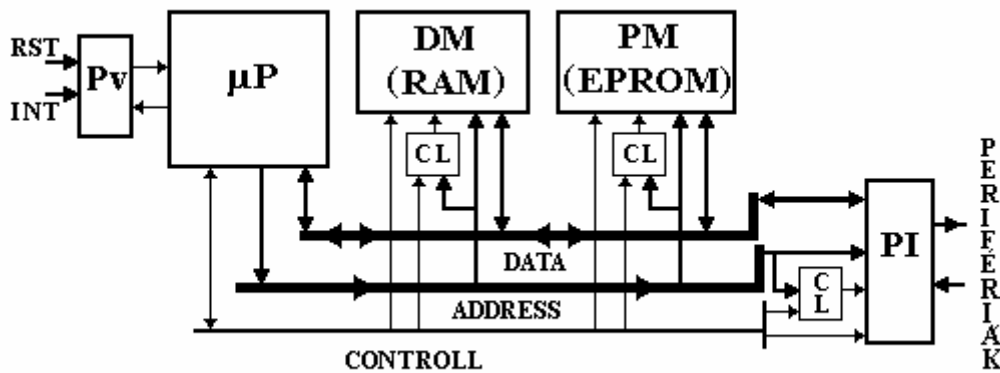 RST
INT
Pv
µP
DM
(RAM)
PM
(EPROM)
CL
CL
DATA
ADDRESS
CONTROLL
CL
PI
PERIFÉRIÁK